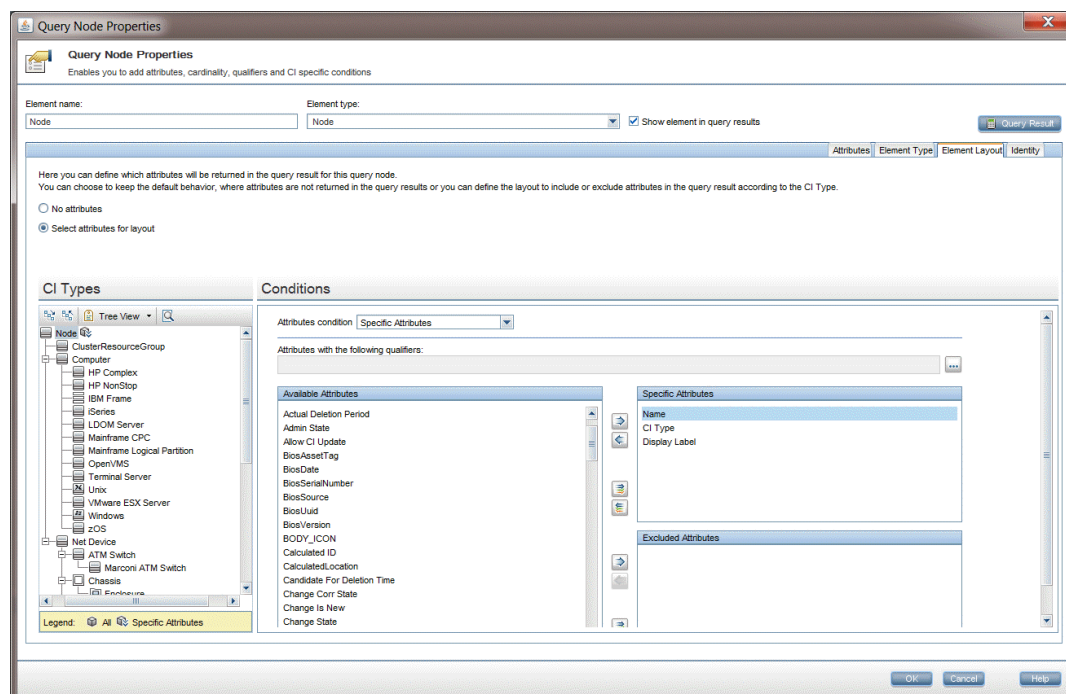 Query Node Properties
Query Node Properties
Enables you to add attributes, cardinality, qualifiers and CI specific conditions
Element name:
Element type:
Node
Node
Show element in query results
Query Result
Attributes
Element Type
Element Layout
Identity
Here you can define which attributes will be returned in the query result for this query node.
You can choose to keep the default behavior, where attributes are not returned in the query results or you can define the layout to include or exclude attributes in the query result according to the CI Type.
No attributes
Select attributes for layout
CI Types
Tree View
Node
ClusterResourceGroup
Computer
HP Complex
HP NonStop
IBM Frame
iSeries
LDOM Server
Mainframe CPC
Mainframe Logical Partition
OpenVMS
Terminal Server
Unix
VMware ESX Server
Windows
zOS
Net Device
ATM Switch
Marconi ATM Switch
Chassis
Enclosure
Legend: All Specific Attributes
Conditions
Attributes condition Specific Attributes
Attributes with the following qualifiers:
...
Available Attributes
Actual Deletion Period
Admin State
Allow CI Update
BiosAssetTag
BiosDate
BiosSerialNumber
BiosSource
BiosUuid
BiosVersion
BODY_ICON
Calculated ID
CalculatedLocation
Candidate For Deletion Time
Change Corr State
Change Is New
Change State
Specific Attributes
Name
CI Type
Display Label
Excluded Attributes
OK
Cancel
Help